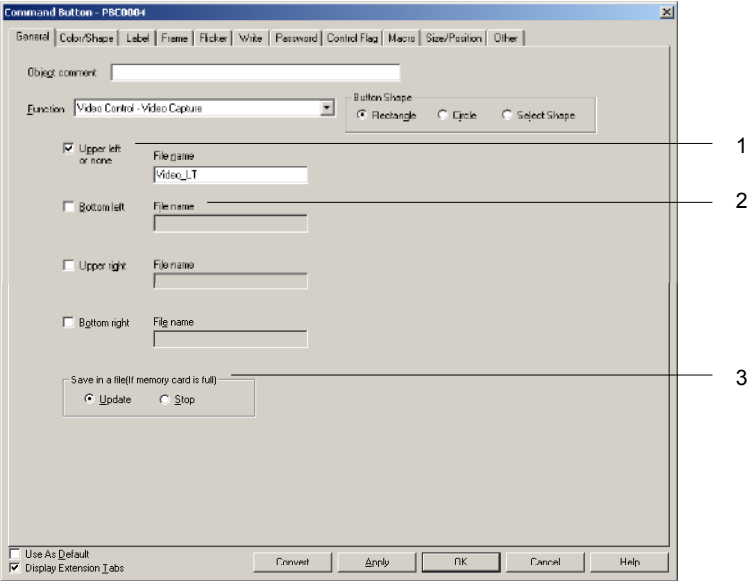 Command Button - PBC0004
General Color/Shape Label Frame Flicker Write Password Control Flag Macro Size/Position Other
Object comment
Function Video Control - Video Capture
Button Shape
Rectangle Circle Select Shape
Upper left or none
File name
Video_LT
1
Bottom left File name
2
Upper right File name
Bottom right File name
Save in a file(If memory card is full)
3
Update Stop
Use As Default
Display Extension Tabs
Convert Apply OK Cancel Help